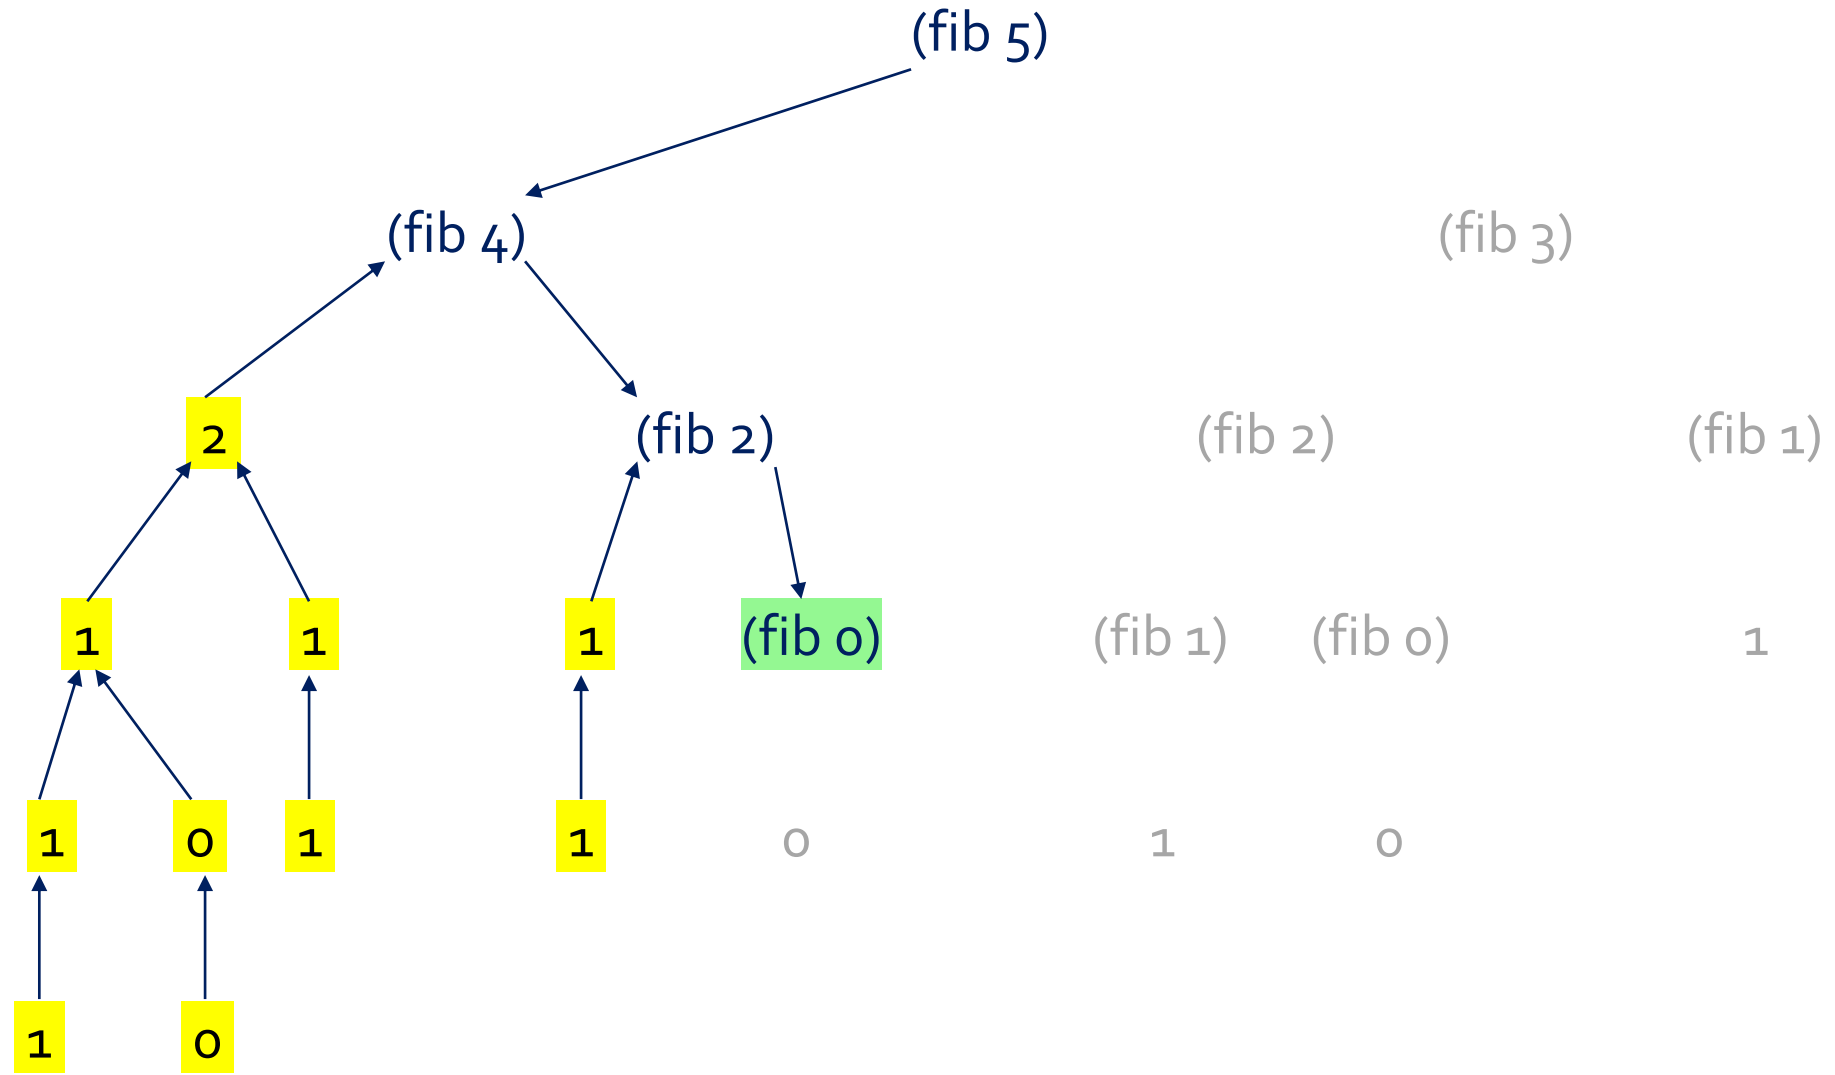 (fib 5)
(fib 4) (fib 3)
2 (fib 2) (fib 2) (fib 1)
1 1 1 (fib 0) (fib 1) (fib 0) 1
1 0 1 1 0 1 0
1 0